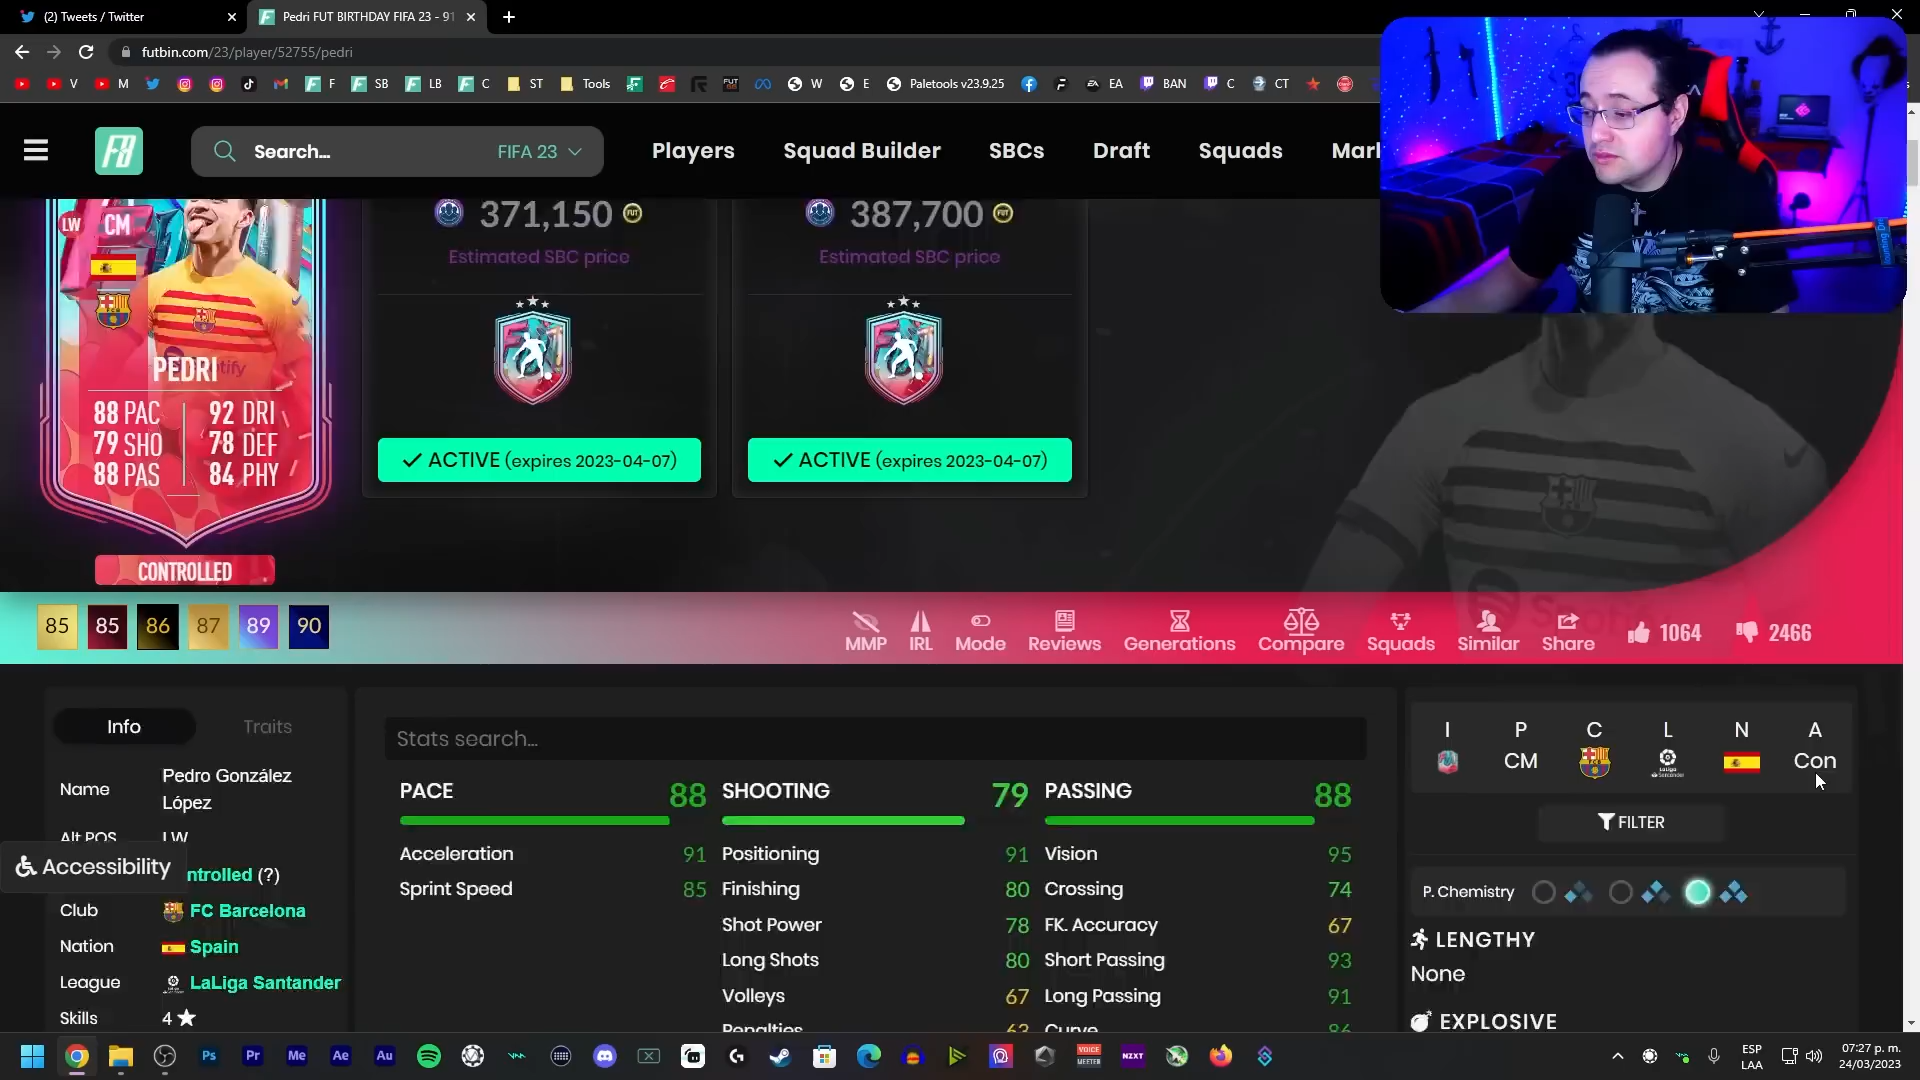 (2) Tweets / Twitter
Pedri FUT BIRTHDAY FIFA 23 - 91
futbin.com/23/player/52755/pedri
V
M
F
SB
LB
C
ST
Tools
W
E
Paletools v23.9.25
EA
BAN
C
CT
Search...
FIFA 23
Players
Squad Builder
SBCs
Draft
Squads
Mar
LW
CM
PEDRI
88 PAC
92 DRI
79 SHO
78 DEF
88 PAS
84 PHY
CONTROLLED
371,150
Estimated SBC price
ACTIVE (expires 2023-04-07)
387,700
Estimated SBC price
ACTIVE (expires 2023-04-07)
85
85
86
87
89
90
MMP
IRL
Mode
Reviews
Generations
Compare
Squads
Similar
Share
1064
2466
Info
Traits
Name
Pedro González
López
Alt POS
LW
Accessibility
ntrolled (?)
Club
FC Barcelona
Nation
Spain
League
LaLiga Santander
Skills
4
Stats search...
PACE 88
Acceleration 91
Sprint Speed 85
SHOOTING 79
Positioning 91
Finishing 80
Shot Power 78
Long Shots 80
Volleys 67
Penalties 63
PASSING 88
Vision 95
Crossing 74
FK. Accuracy 67
Short Passing 93
Long Passing 91
Curve 86
I
P
C
L
N
A
CM
Con
FILTER
P. Chemistry
LENGTHY
None
EXPLOSIVE
ESP
LAA
07:27 p. m.
24/03/2023